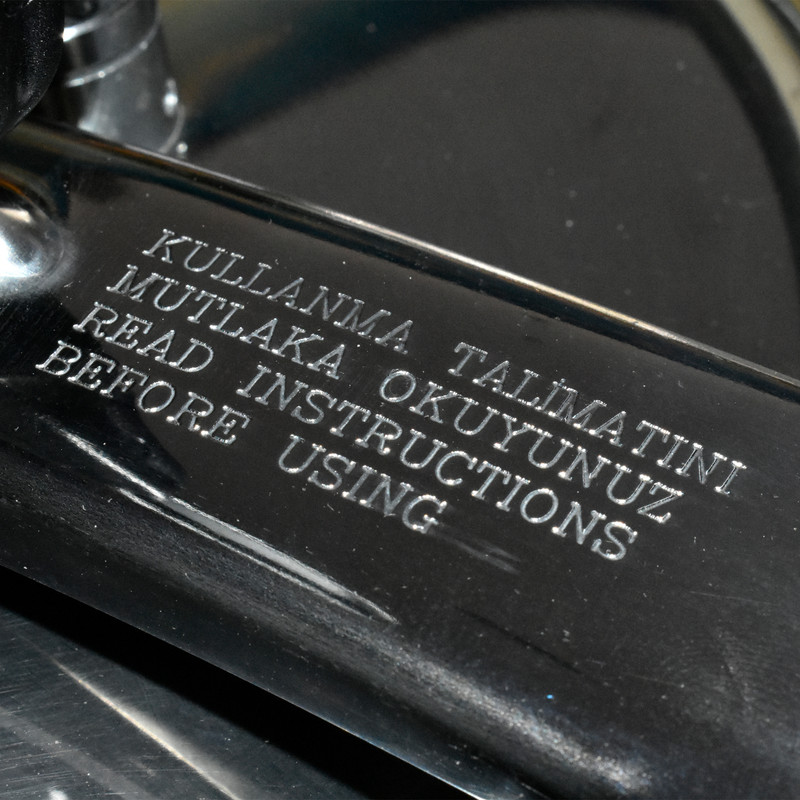 KULLANMA TALİMATINI
MUTLAKA OKUYUNUZ
READ INSTRUCTIONS
BEFORE USING